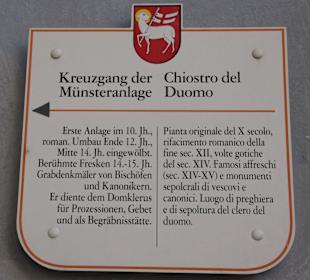 Kreuzgang der
Münsteranlage
Chiostro del
Duomo
Erste Anlage im 10. Jh.,
roman. Umbau Ende 12. Jh.,
Mitte 14. Jh. eingewölbt.
Berühmte Fresken 14.-15. Jh.
Grabdenkmäler von Bischöfen
und Kanonikern.
Er diente dem Domklerus
für Prozessionen, Gebet
und als Begräbnisstätte.
Pianta originale del X secolo,
rifacimento romanico della
fine sec. XII, volte gotiche
del sec. XIV. Famosi affreschi
(sec. XIV-XV) e monumenti
sepolcrali di vescovi e
canonici. Luogo di preghiera
e di sepoltura del clero del
duomo.